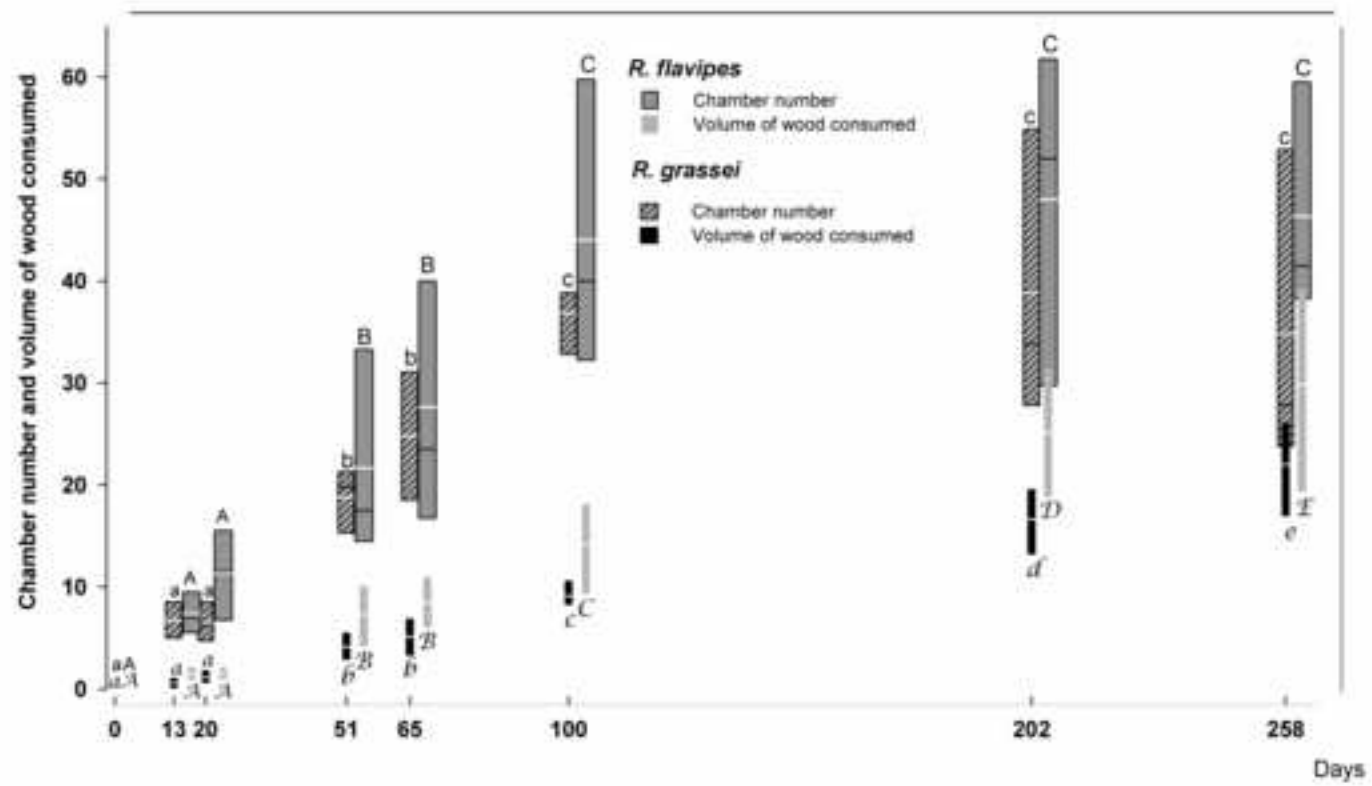 Chamber number and volume of wood consumed
60
50
40
30
20
10
0
R. flavipes
Chamber number
Volume of wood consumed
R. grassei
Chamber number
Volume of wood consumed
a A
a A
a A a A
a A a A
b B b B
b B b B
c C
c C
c C
d D
c C
e E
0 13 20 51 65 100 202 258
Days